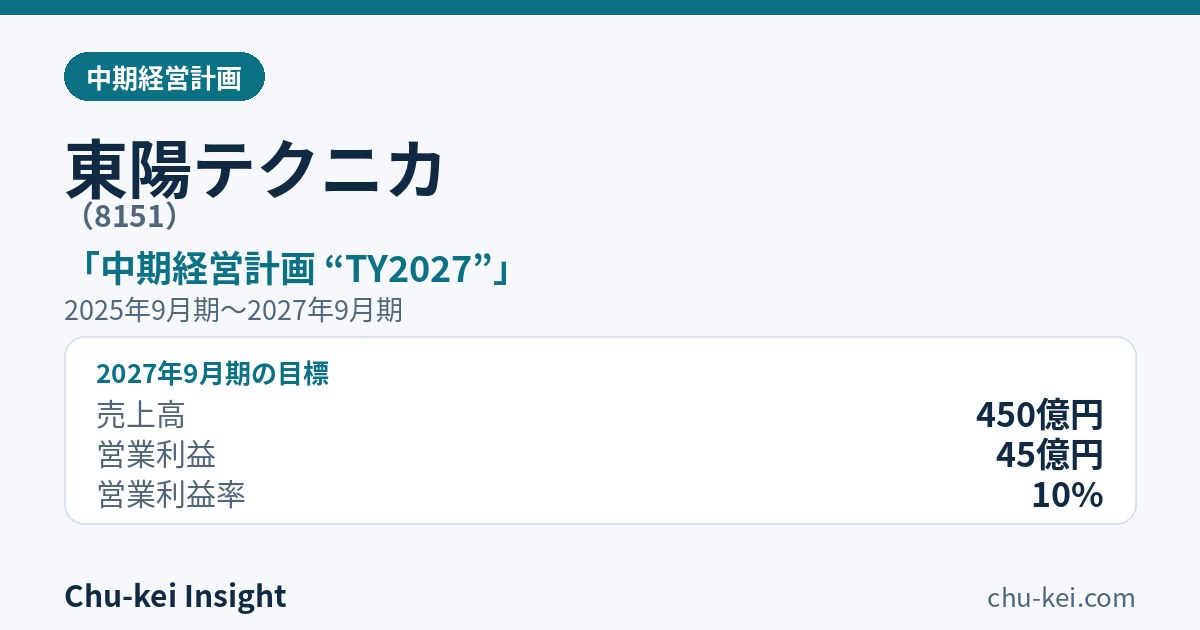 中期経営計画
東陽テクニカ
（8151）
「中期経営計画 “TY2027”」
2025年9月期～2027年9月期
2027年9月期の目標
売上高 450億円
営業利益 45億円
営業利益率 10%
Chu-kei Insight chu-kei.com